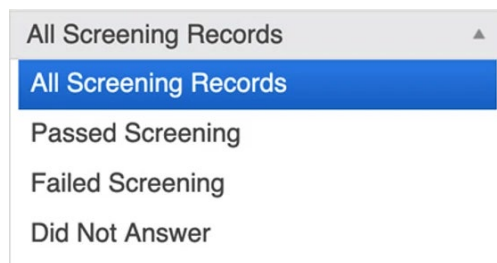 All Screening Records
All Screening Records
Passed Screening
Failed Screening
Did Not Answer